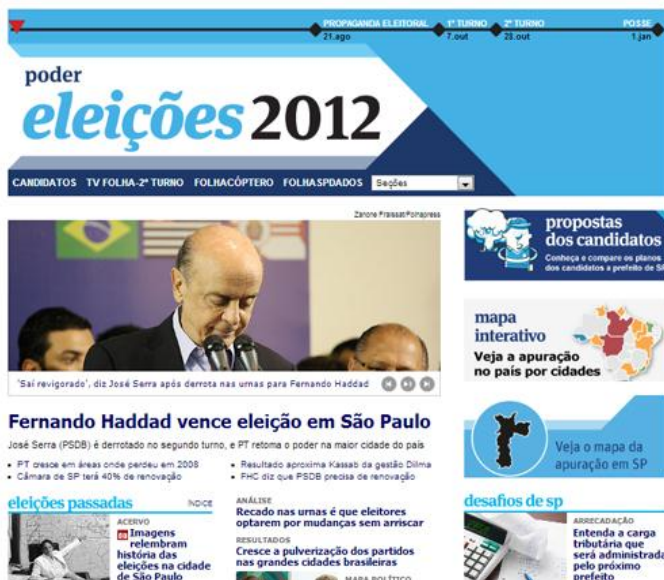 PROPAGANDA ELEITORAL 1º TURNO 2º TURNO POSSE
21.ago 7.out 28.out 1.jan
poder
eleições 2012
CANDIDATOS TV FOLHA-2º TURNO FOLHACÓPTERO FOLHASPDADOS Seções
'Saí revigorado', diz José Serra após derrota nas urnas para Fernando Haddad
Fernando Haddad vence eleição em São Paulo
José Serra (PSDB) é derrotado no segundo turno, e PT retoma o poder na maior cidade do país
PT cresce em áreas onde perdeu em 2008
Câmara de SP terá 40% de renovação
Resultado aproxima Kassab da gestão Dilma
FHC diz que PSDB precisa de renovação
eleições passadas
ÍNDICE
ACERVO
Imagens
relembram
história das
eleições na cidade
de São Paulo
ANÁLISE
Recado nas urnas é que eleitores
optarem por mudanças sem arriscar
RESULTADOS
Cresce a pulverização dos partidos
nas grandes cidades brasileiras
MAPA POLÍTICO
propostas
dos candidatos
Conheça e compare os planos
dos candidatos a prefeito de SP
mapa
interativo
Veja a apuração
no país por cidades
Veja o mapa da
apuração em SP
desafios de sp
ARRECADAÇÃO
Entenda a carga
tributária que
será administrada
pelo próximo
prefeito